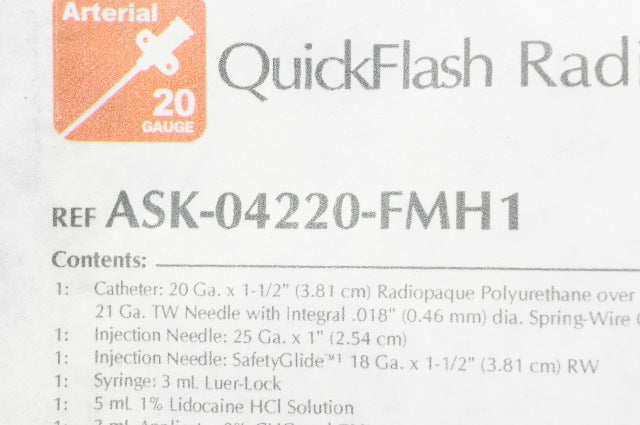 Arterial
20
GAUGE
QuickFlash Radi
REF ASK-04220-FMH1
Contents:
1: Catheter: 20 Ga. x 1-1/2" (3.81 cm) Radiopaque Polyurethane over
21 Ga. TW Needle with Integral .018" (0.46 mm) dia. Spring-Wire
1: Injection Needle: 25 Ga. x 1" (2.54 cm)
1: Injection Needle: SafetyGlide™¹ 18 Ga. x 1-1/2" (3.81 cm) RW
1: Syringe: 3 mL Luer-Lock
1: 5 mL 1% Lidocaine HCl Solution